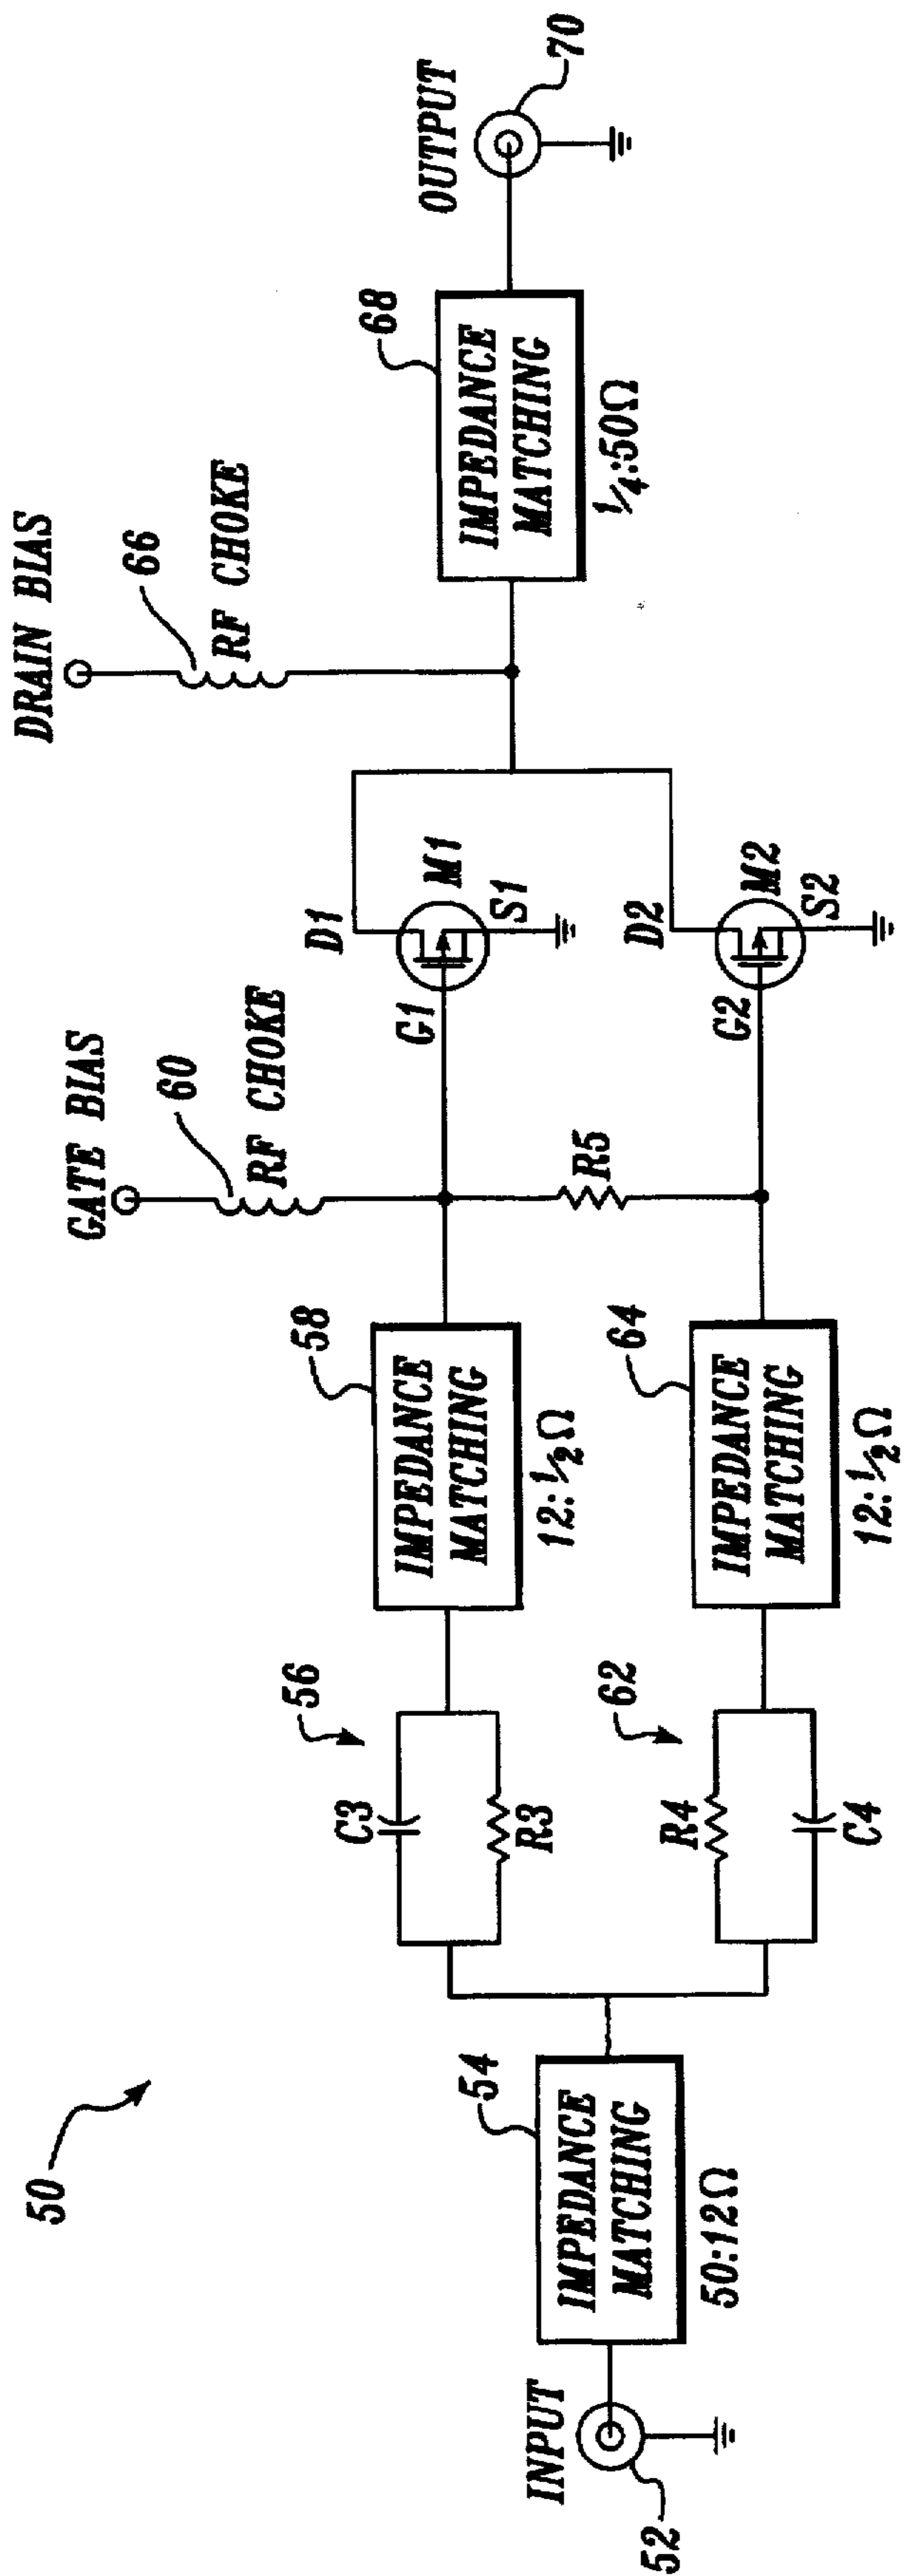 50
INPUT
52
54
IMPEDANCE
MATCHING
50:12Ω
56
C3
R3
62
R4
C4
58
IMPEDANCE
MATCHING
12:½Ω
64
IMPEDANCE
MATCHING
12:½Ω
GATE BIAS
60
RF CHOKE
R5
G1
D1
M1
S1
G2
D2
M2
S2
DRAIN BIAS
66
RF CHOKE
68
IMPEDANCE
MATCHING
¼:50Ω
OUTPUT
70